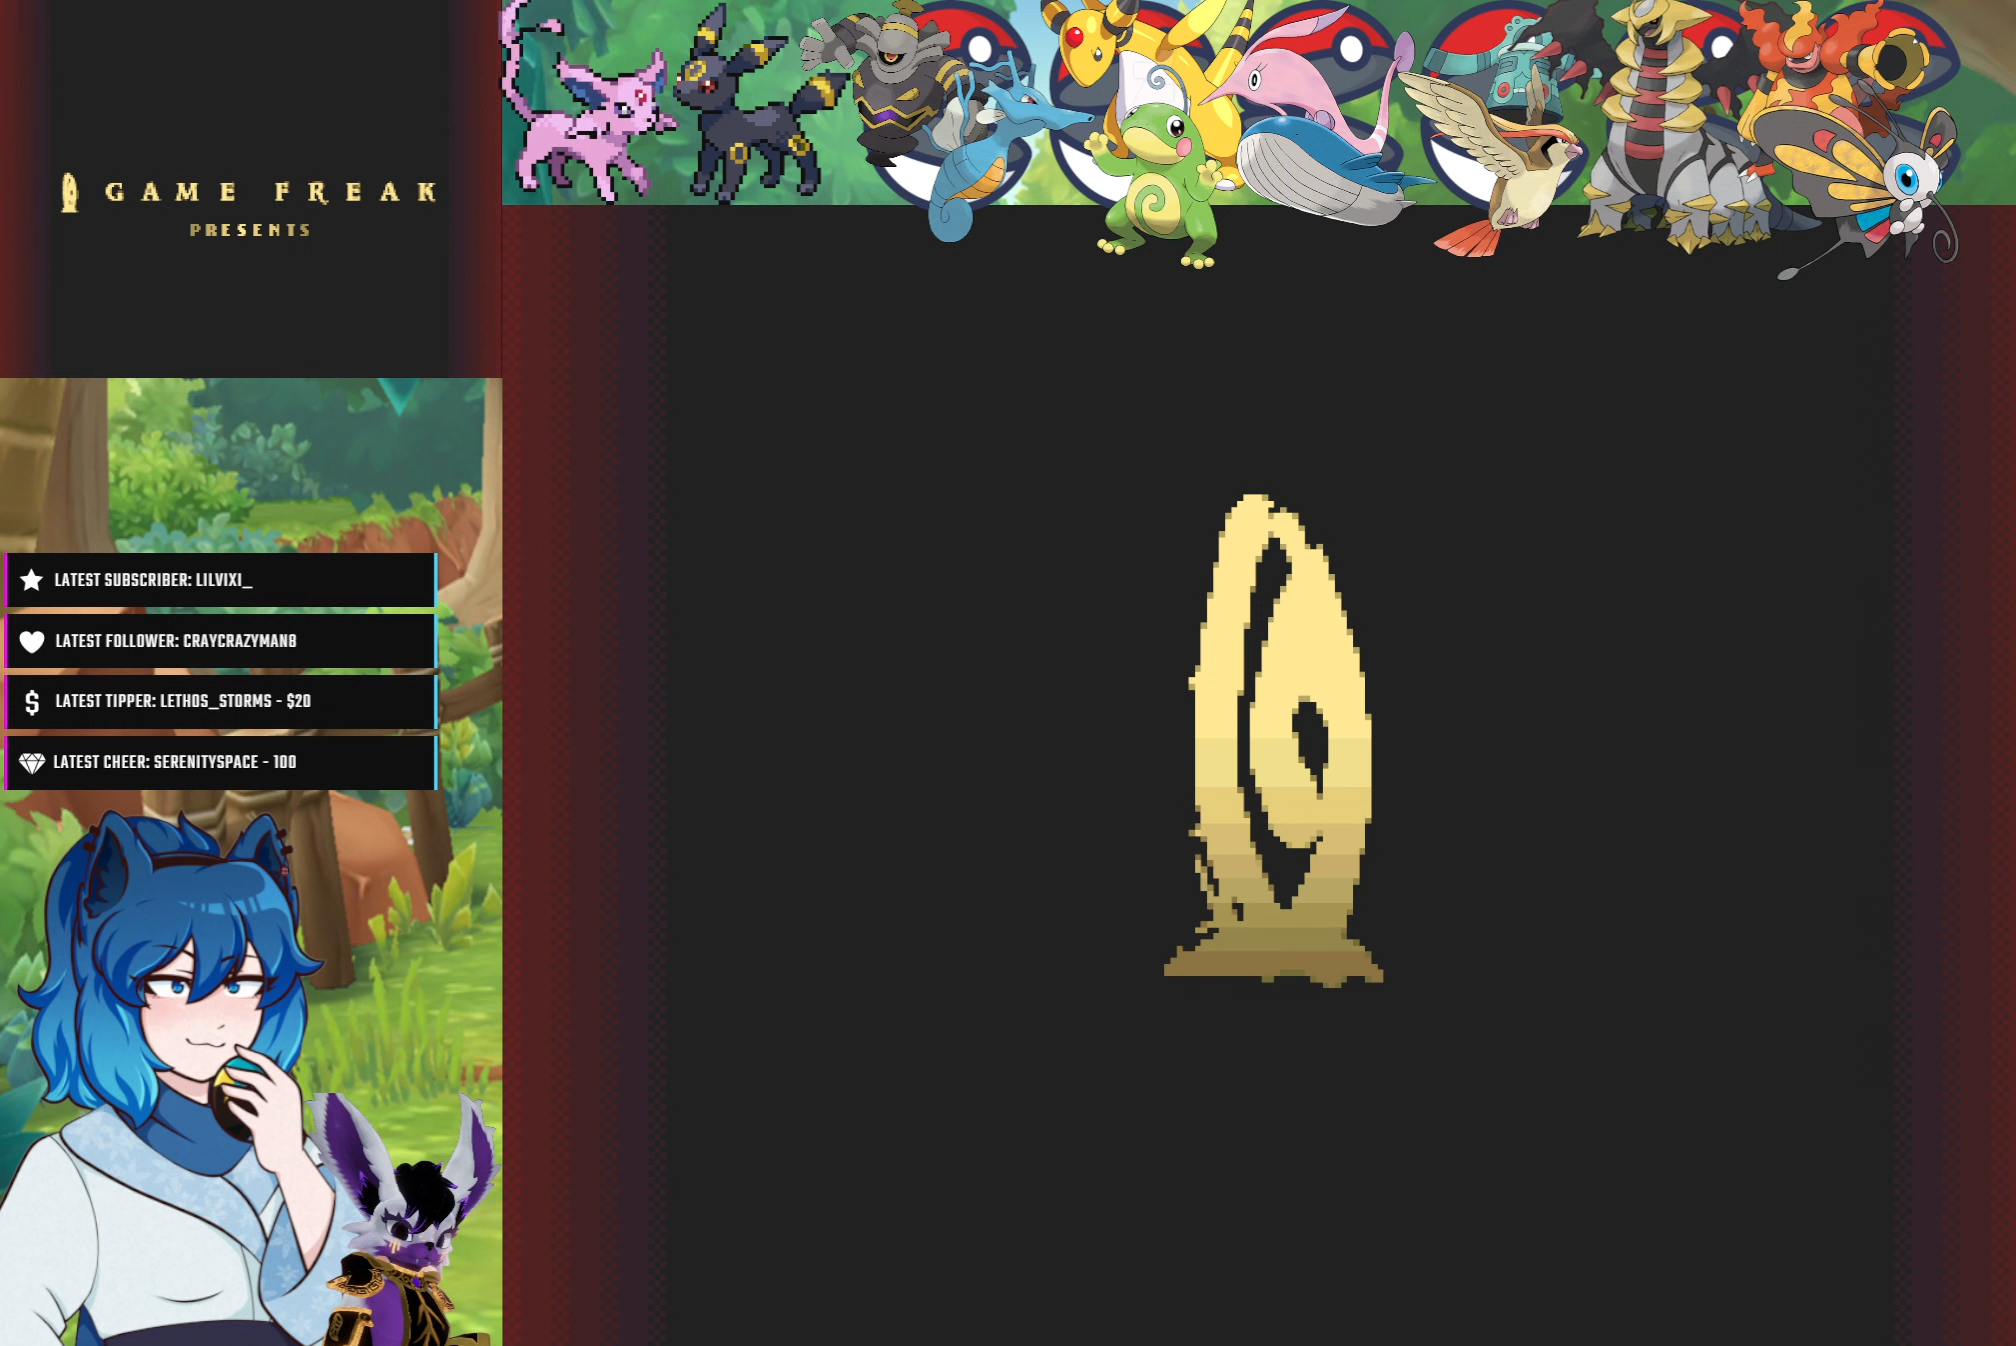 GAME FREAK
PRESENTS
LATEST SUBSCRIBER: LILVIXI_
LATEST FOLLOWER: CRAYCRAZYMAN8
LATEST TIPPER: LETHOS_STORMS - $20
LATEST CHEER: SERENITYSPACE - 100